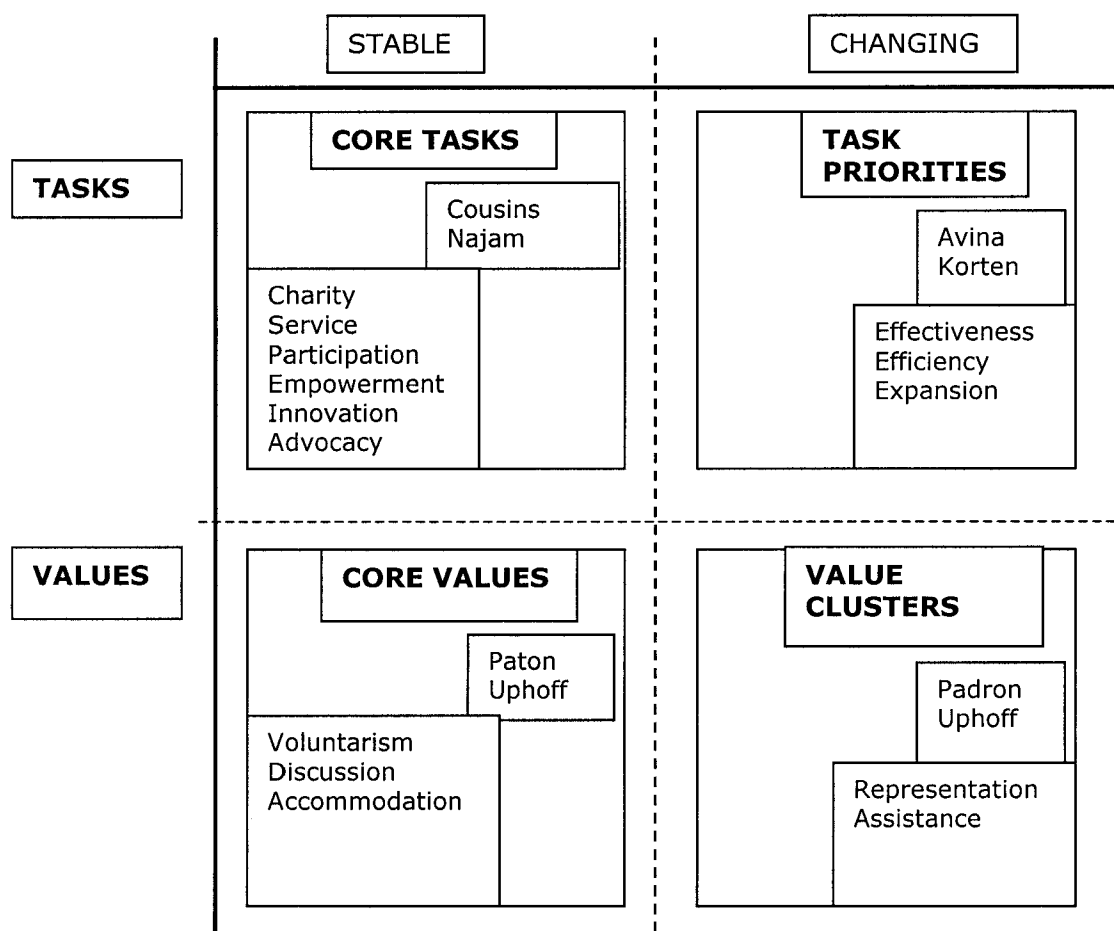 STABLE
CHANGING
TASKS
CORE TASKS
Cousins
Najam
Charity
Service
Participation
Empowerment
Innovation
Advocacy
TASK
PRIORITIES
Avina
Korten
Effectiveness
Efficiency
Expansion
VALUES
CORE VALUES
Paton
Uphoff
Voluntarism
Discussion
Accommodation
VALUE
CLUSTERS
Padron
Uphoff
Representation
Assistance